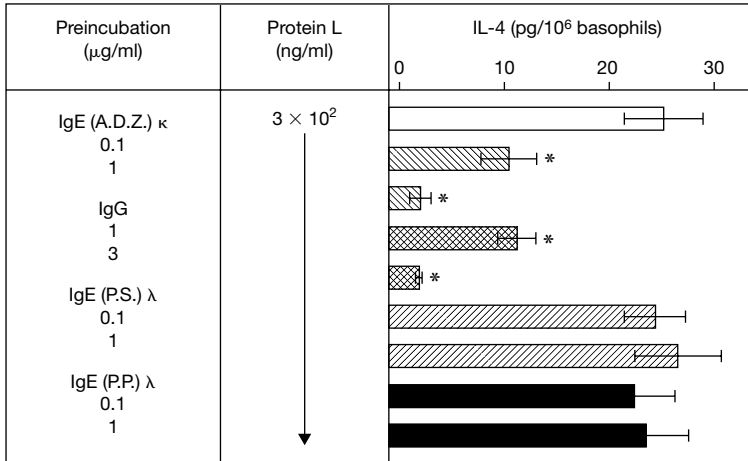 Preincubation
(μg/ml)
Protein L
(ng/ml)
IL-4 (pg/10⁶ basophils)
0 10 20 30
IgE (A.D.Z.) κ
0.1
1
IgG
1
3
IgE (P.S.) λ
0.1
1
IgE (P.P.) λ
0.1
1
3 × 10²
*
*
*
*